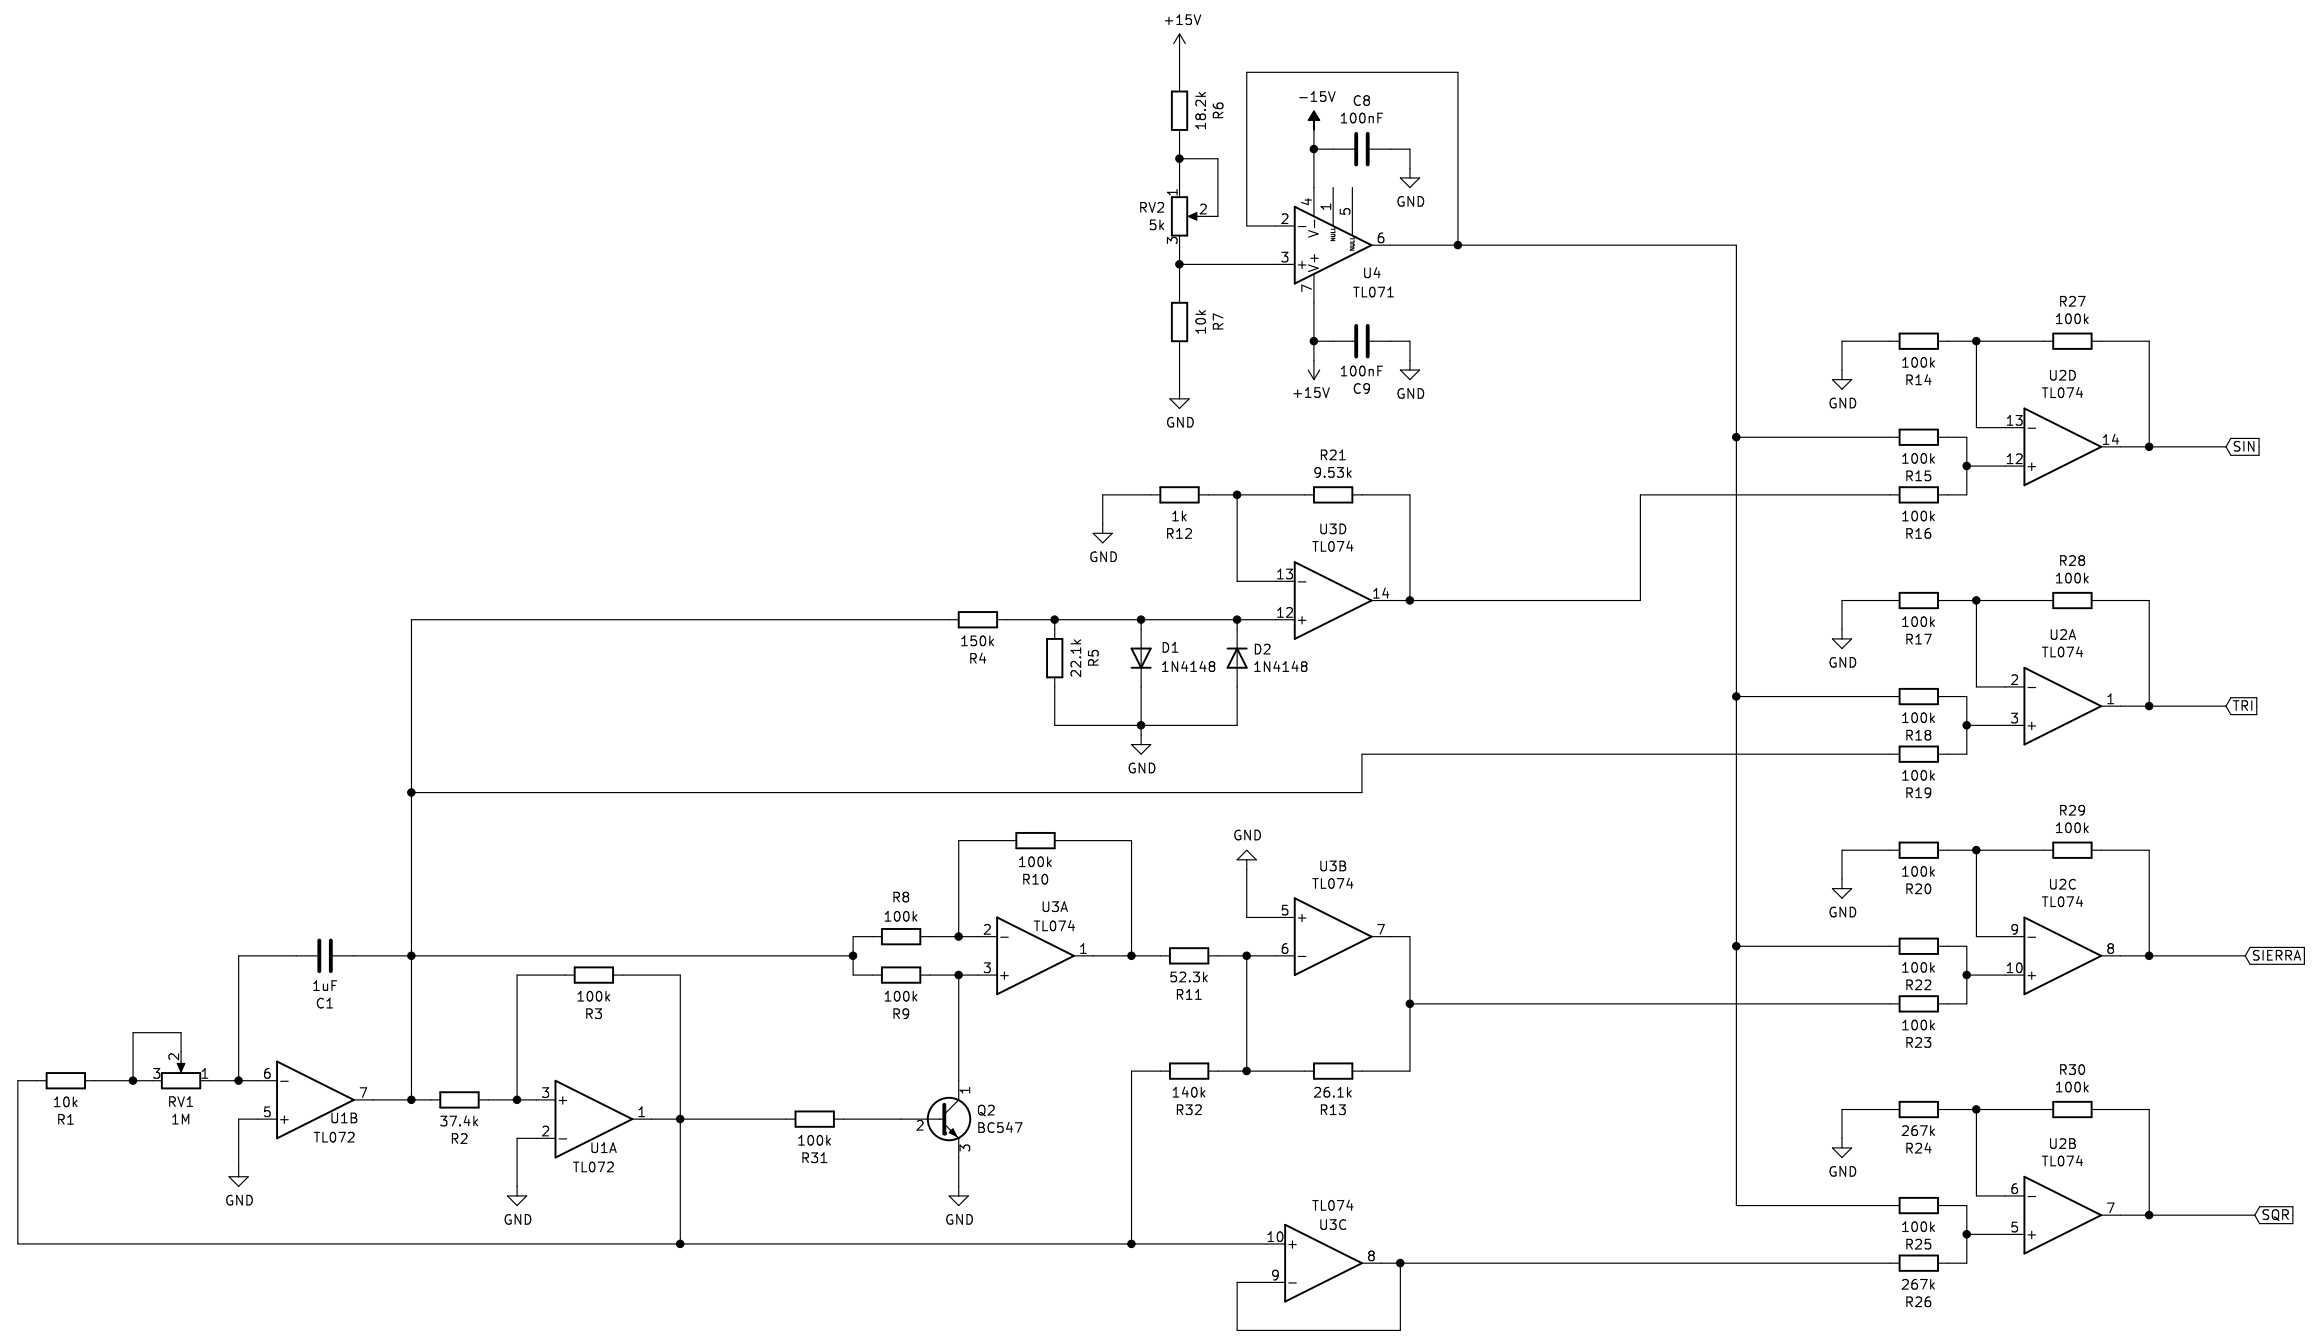 +15V
18.2k
R6
1
RV2
5k
2
3
10k
R7
GND
-15V
C8
100nF
GND
4
1
5
2
−
V-
NULL
NULL
6
3
+
V+
U4
TL071
7
100nF
C9
+15V
GND
R27
100k
100k
R14
GND
U2D
TL074
13
−
14
SIN
12
+
100k
R15
100k
R16
R21
9.53k
1k
R12
GND
U3D
TL074
13
−
14
12
+
150k
R4
22.1k
R5
D1
1N4148
D2
1N4148
GND
R28
100k
100k
R17
GND
U2A
TL074
2
−
1
TRI
3
+
100k
R18
100k
R19
R29
100k
100k
R20
GND
U2C
TL074
9
−
8
SIERRA
10
+
100k
R22
100k
R23
100k
R10
R8
100k
U3A
TL074
2
−
1
3
+
100k
R9
GND
U3B
TL074
5
+
7
6
−
52.3k
R11
140k
R32
26.1k
R13
1uF
C1
100k
R3
10k
R1
3
2
1
RV1
1M
6
−
7
5
+
U1B
TL072
GND
37.4k
R2
3
+
1
2
−
U1A
TL072
GND
100k
R31
1
2
3
Q2
BC547
GND
TL074
U3C
10
+
8
9
−
R30
100k
267k
R24
GND
U2B
TL074
6
−
7
SQR
5
+
100k
R25
267k
R26